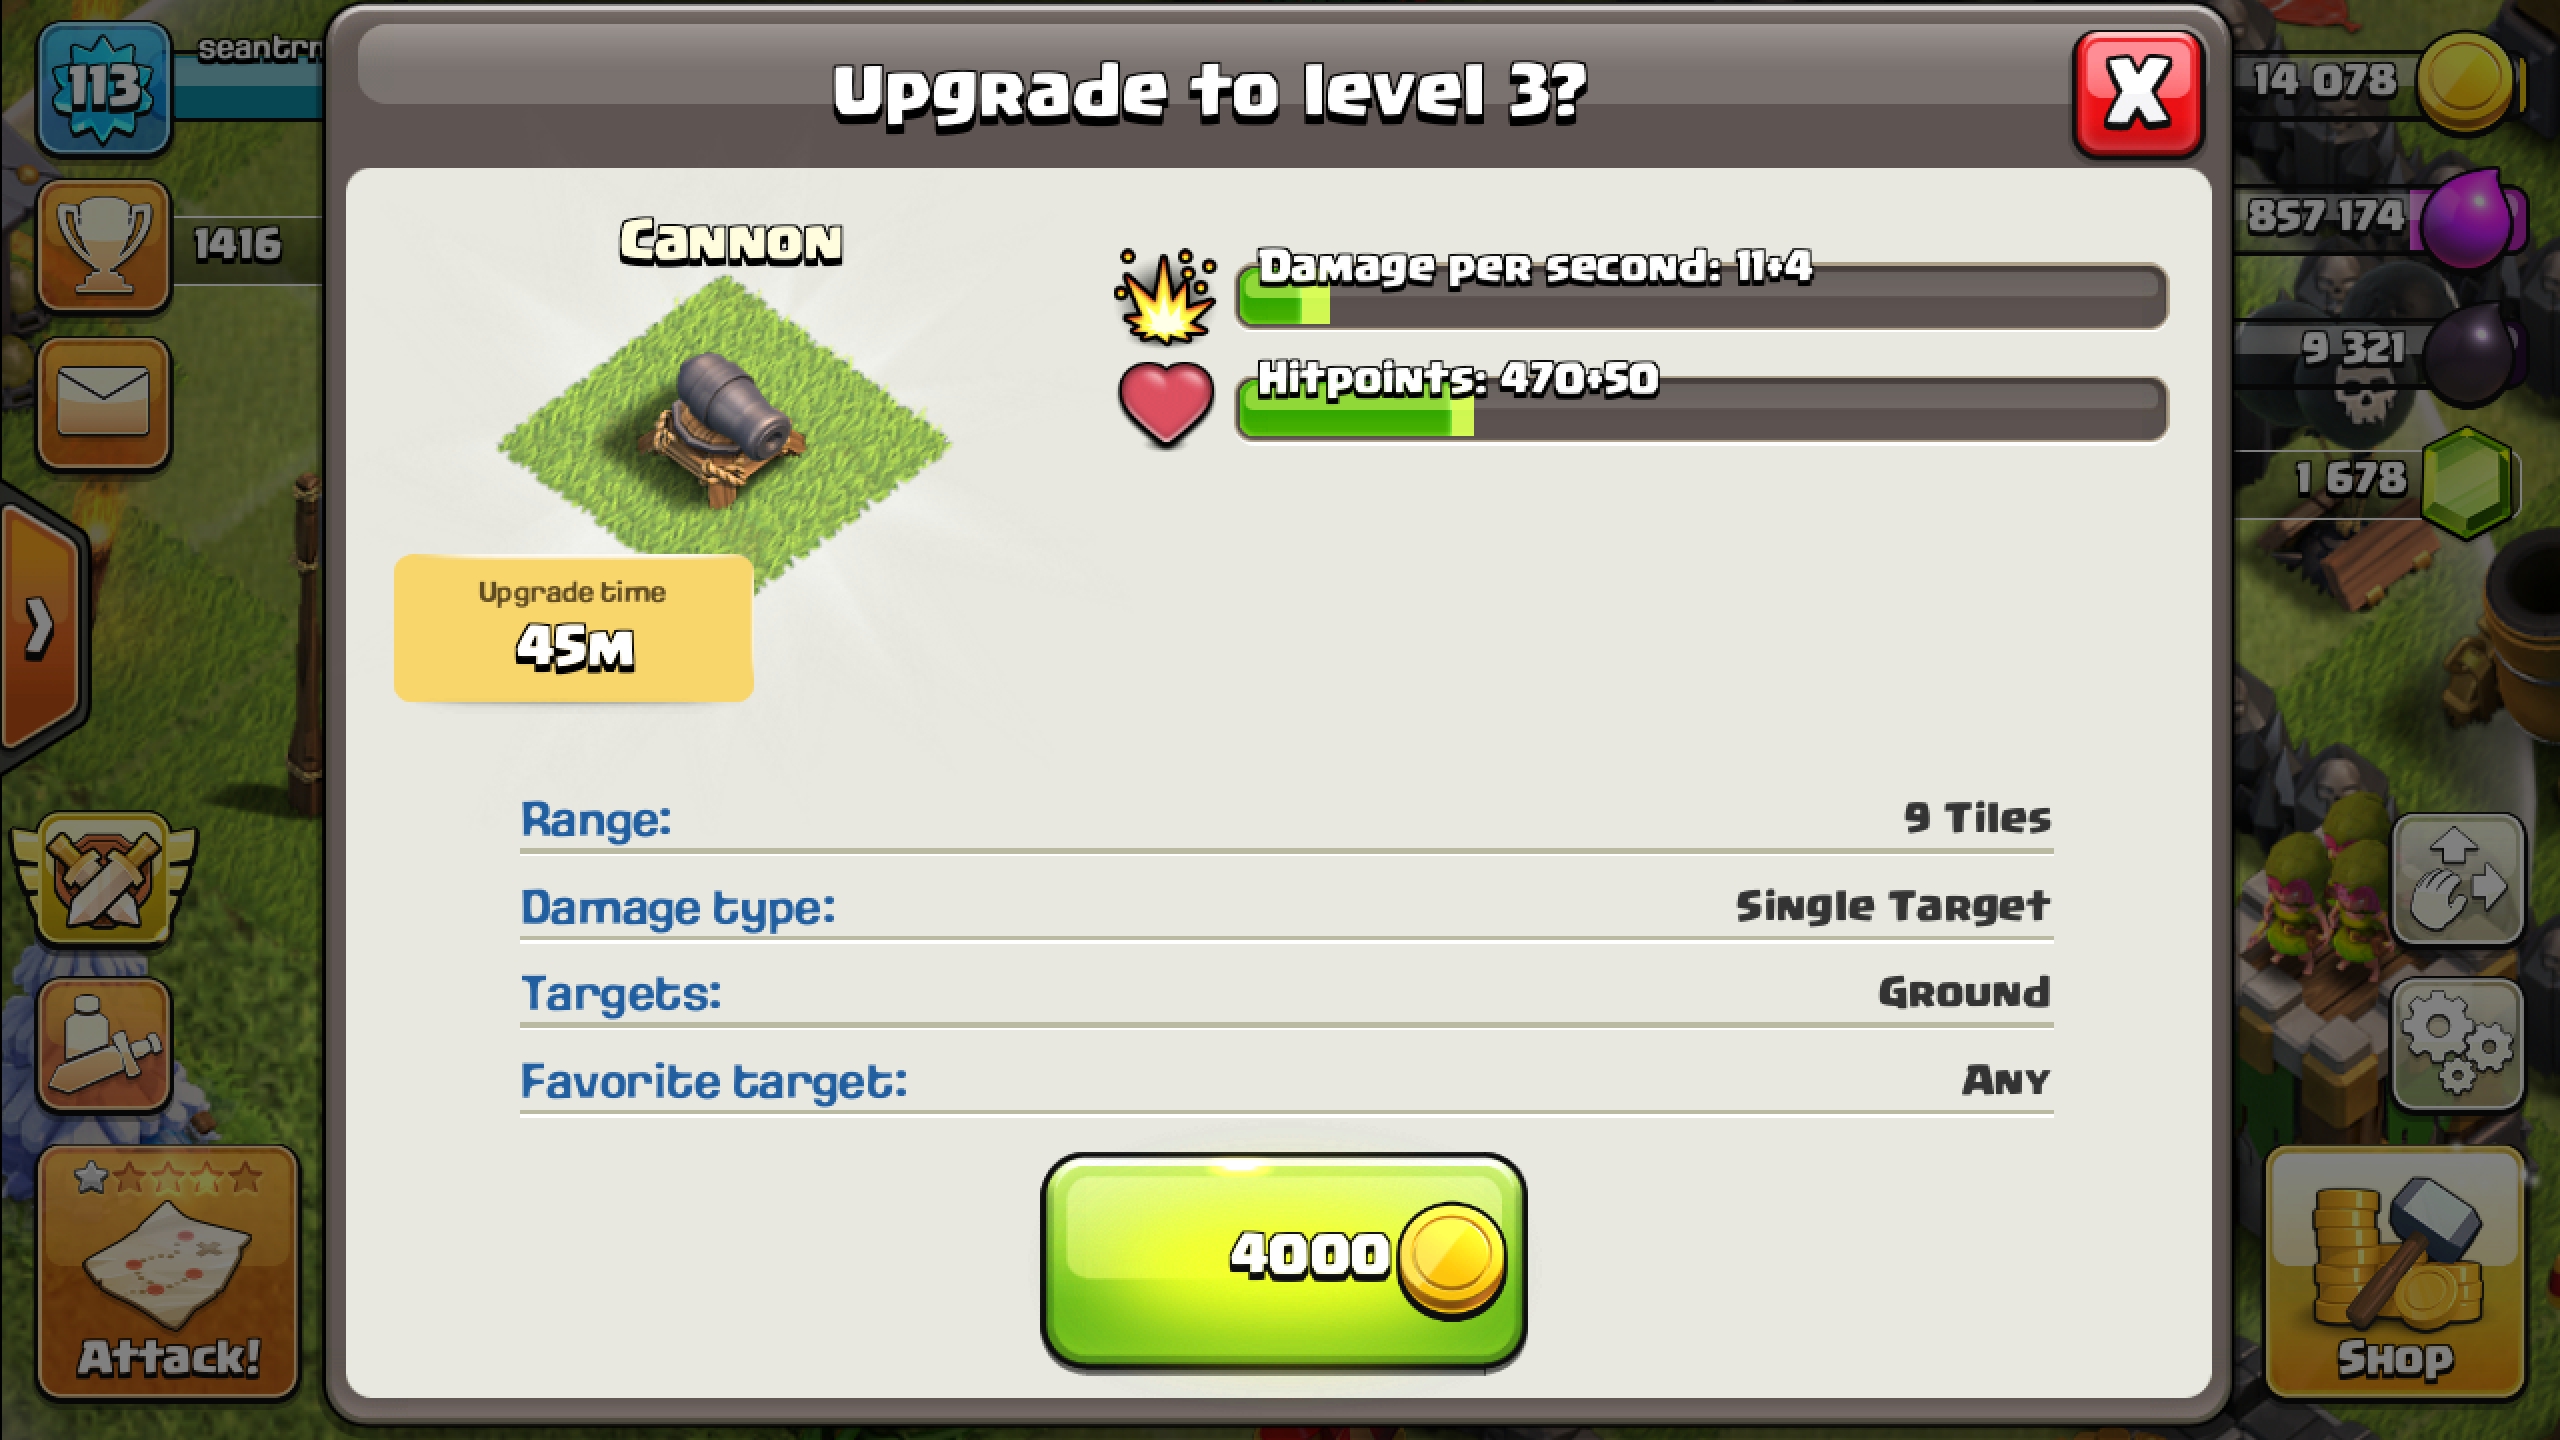 113
seantrn
Upgrade to level 3?
X
14 078
1416
857 174
9 321
1 678
Cannon
Damage per second: 11+4
Hitpoints: 470+50
Upgrade time
45m
Range:
9 Tiles
Damage type:
Single Target
Targets:
Ground
Favorite target:
Any
4000
Attack!
Shop